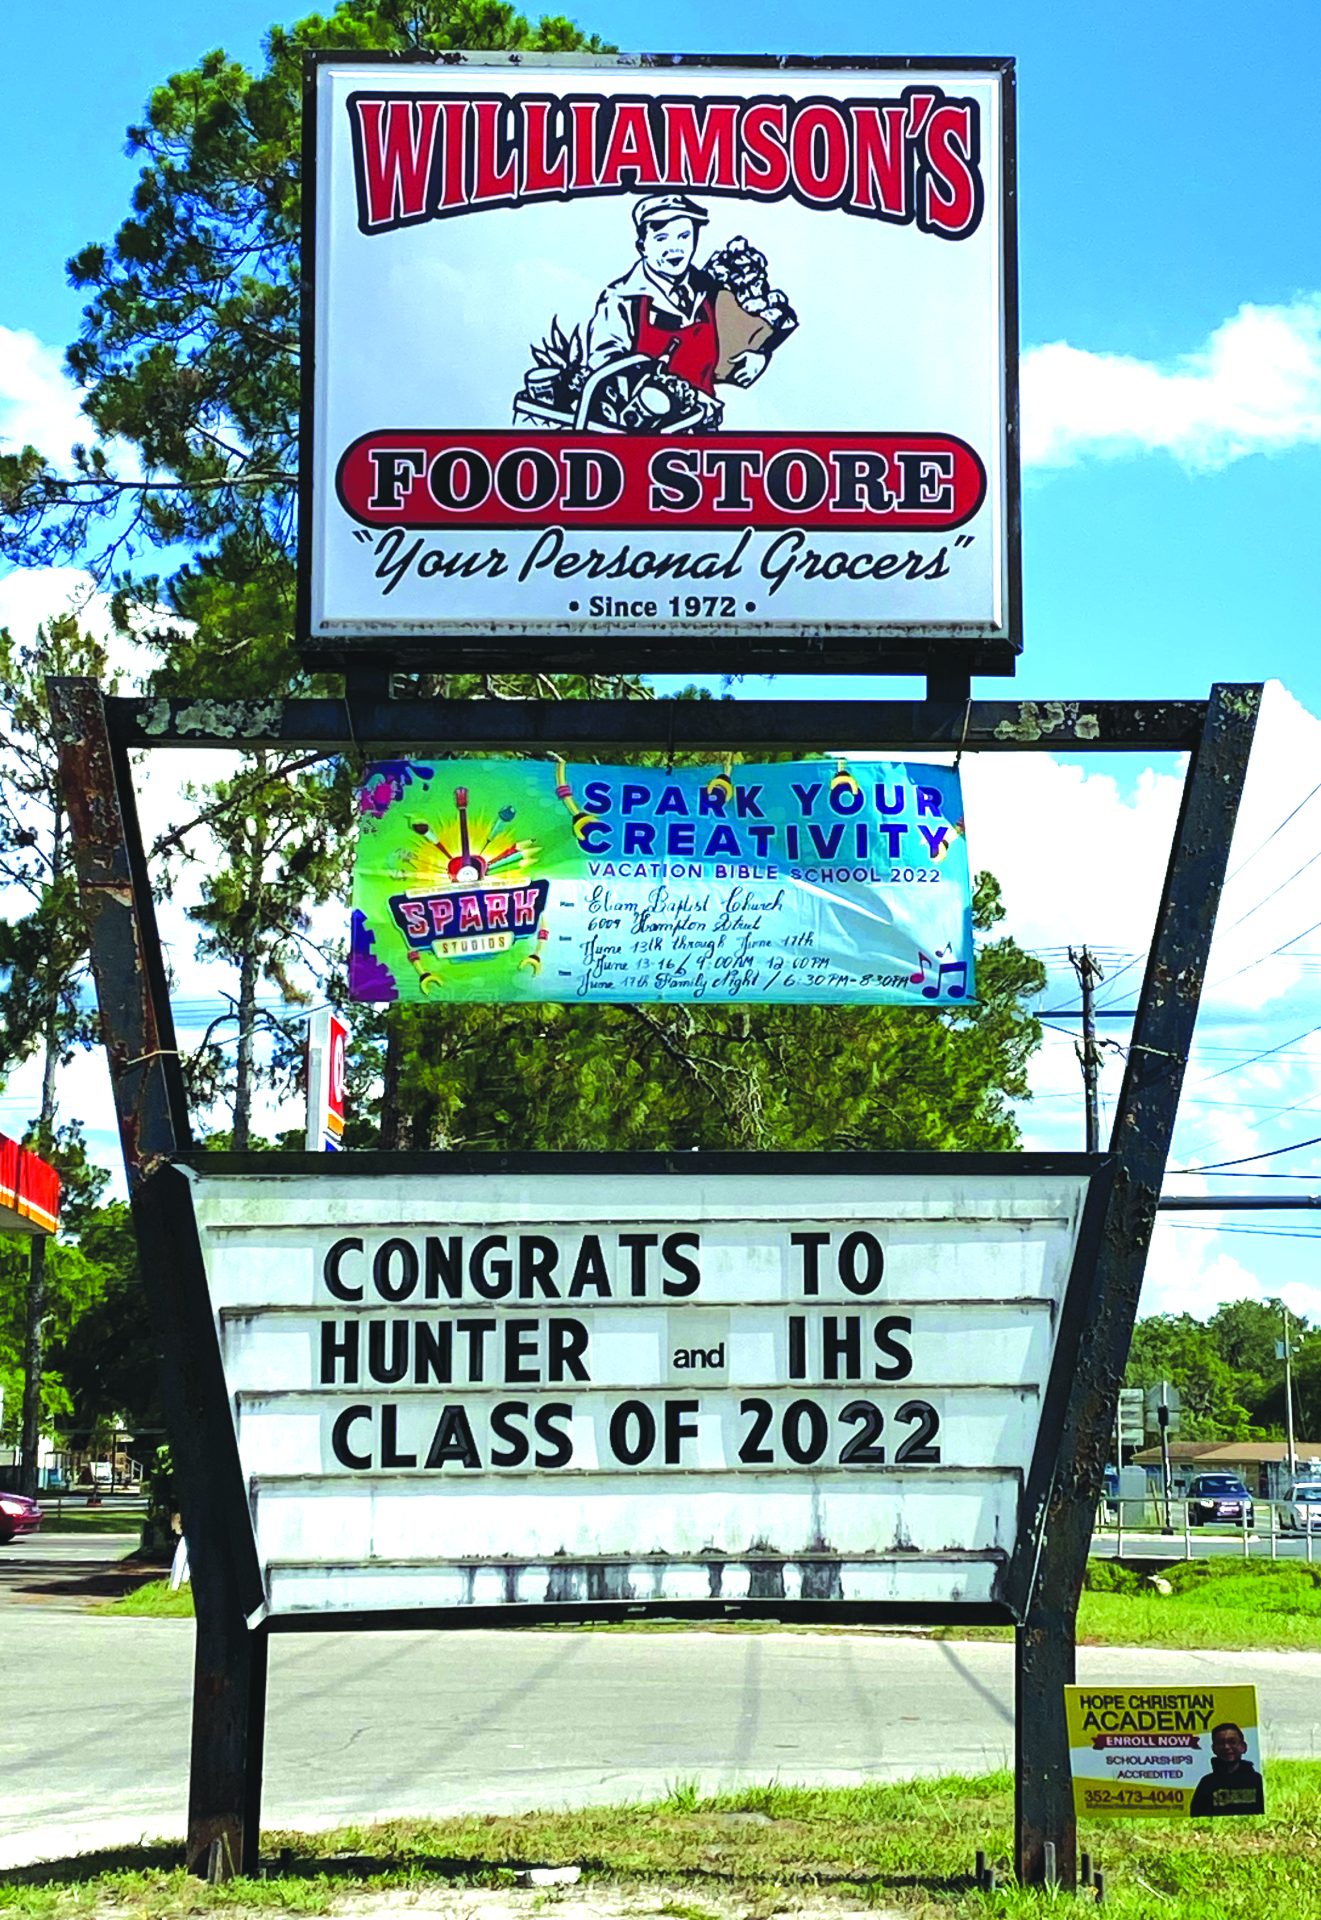 WILLIAMSON'S
FOOD STORE
"Your Personal Grocers"
• Since 1972 •
SPARK
STUDIOS
SPARK YOUR
CREATIVITY
VACATION BIBLE SCHOOL 2022
Elam Baptist Church
6009 Hampton Street
June 13th through June 17th
June 13-16 / 9:00AM-12:00PM
June 17th Family Night / 6:30PM-8:30PM
CONGRATS TO
HUNTER and IHS
CLASS OF 2022
HOPE CHRISTIAN
ACADEMY
ENROLL NOW
SCHOLARSHIPS
ACCREDITED
352-473-4040